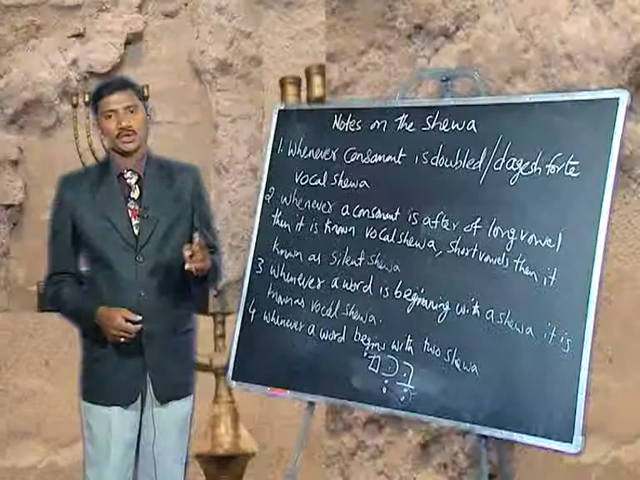 Notes on the Shewa
1. Whenever Consonant is doubled/dagesh forte
vocal shewa
2. whenever a consonant is after of long vowel
then it is known vocal shewa, short vowels then it
known as silent shewa
3 Whenever a word is beginning with a shewa it is
known as vocal shewa.
4 whenever a word begins with two shewa